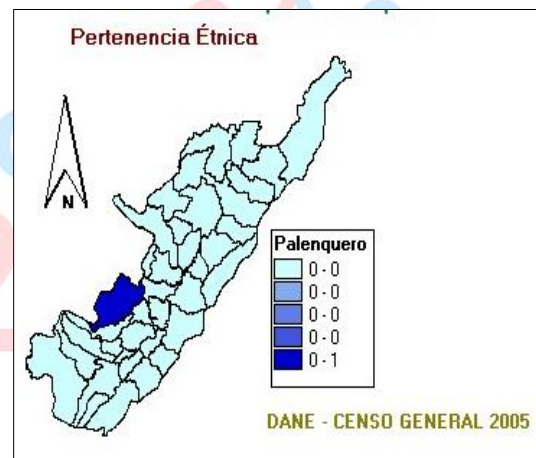 Pertenencia Étnica
N
Palenquero
0 - 0
0 - 0
0 - 0
0 - 0
0 - 1
DANE - CENSO GENERAL 2005